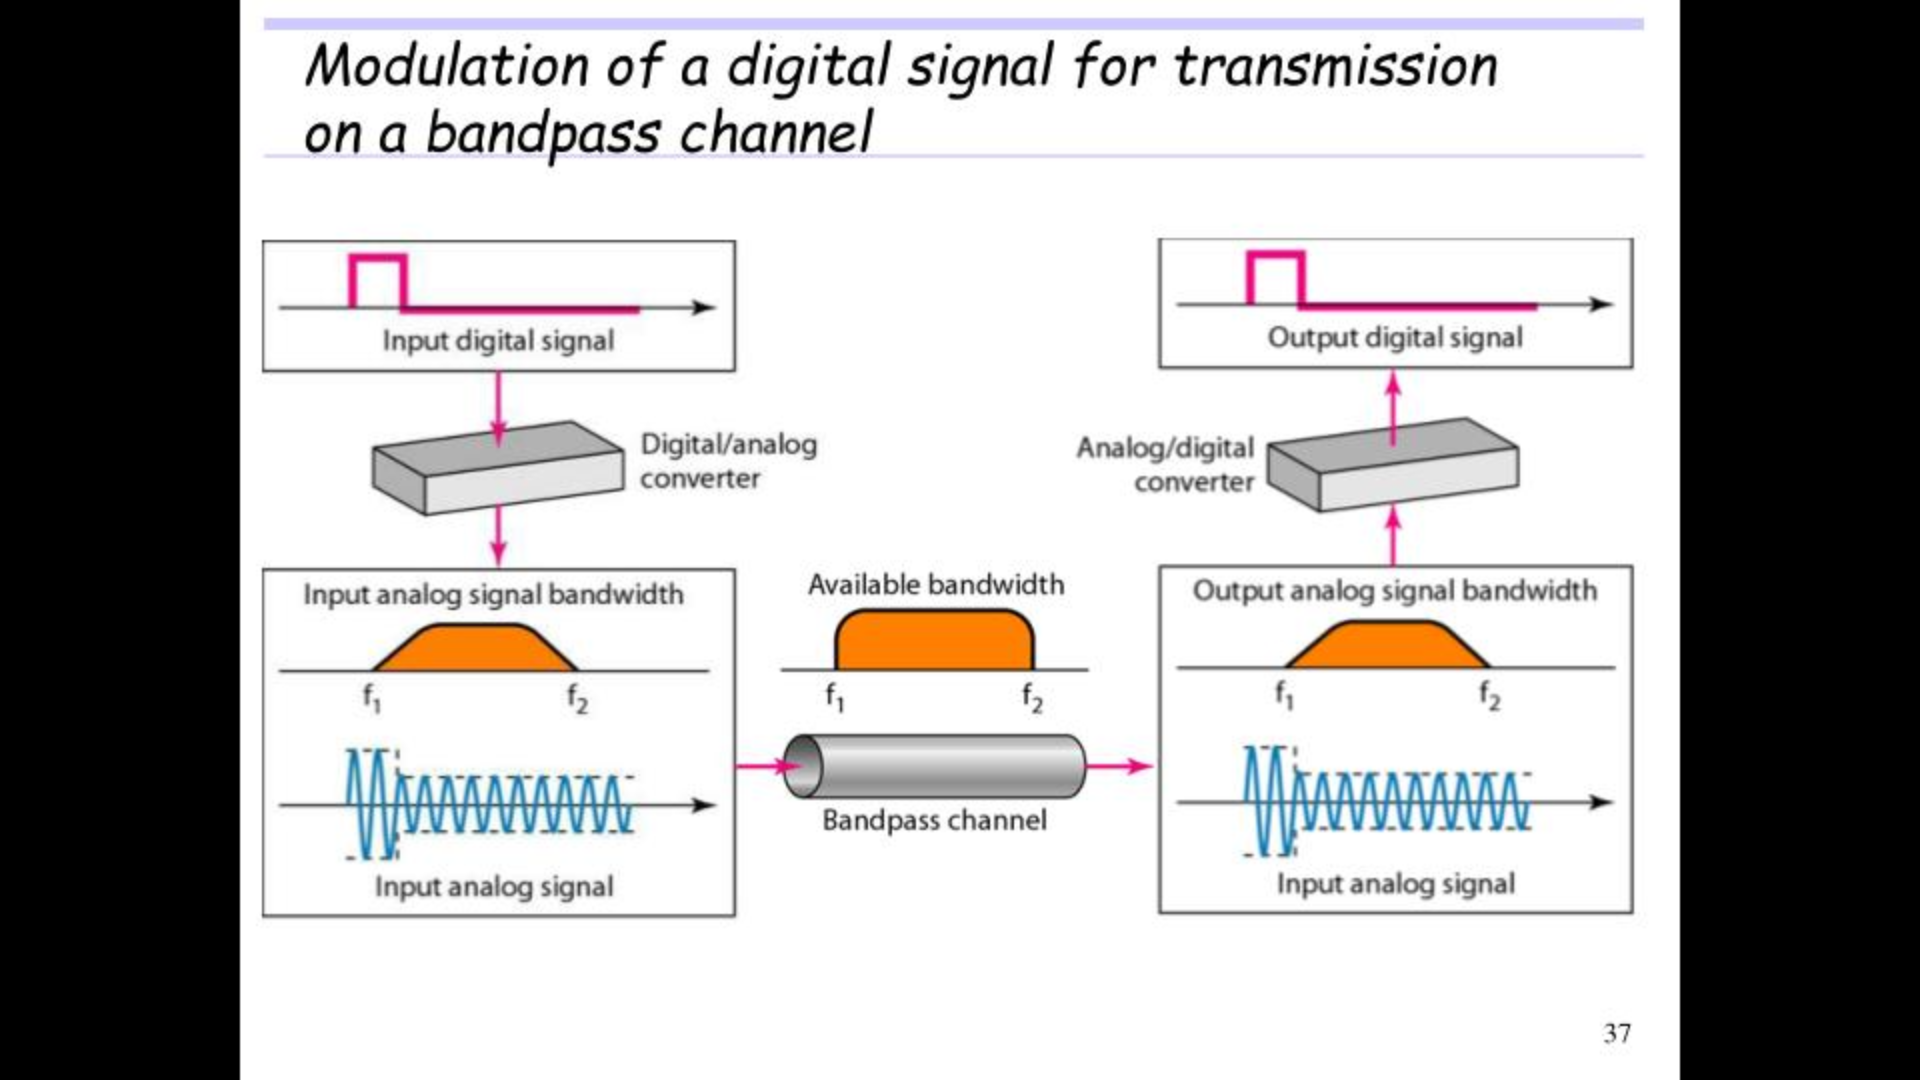 Modulation of a digital signal for transmission
on a bandpass channel
Input digital signal
Output digital signal
Digital/analog
converter
Analog/digital
converter
Input analog signal bandwidth
f1
f2
Input analog signal
Available bandwidth
f1
f2
Bandpass channel
Output analog signal bandwidth
f1
f2
Input analog signal
37